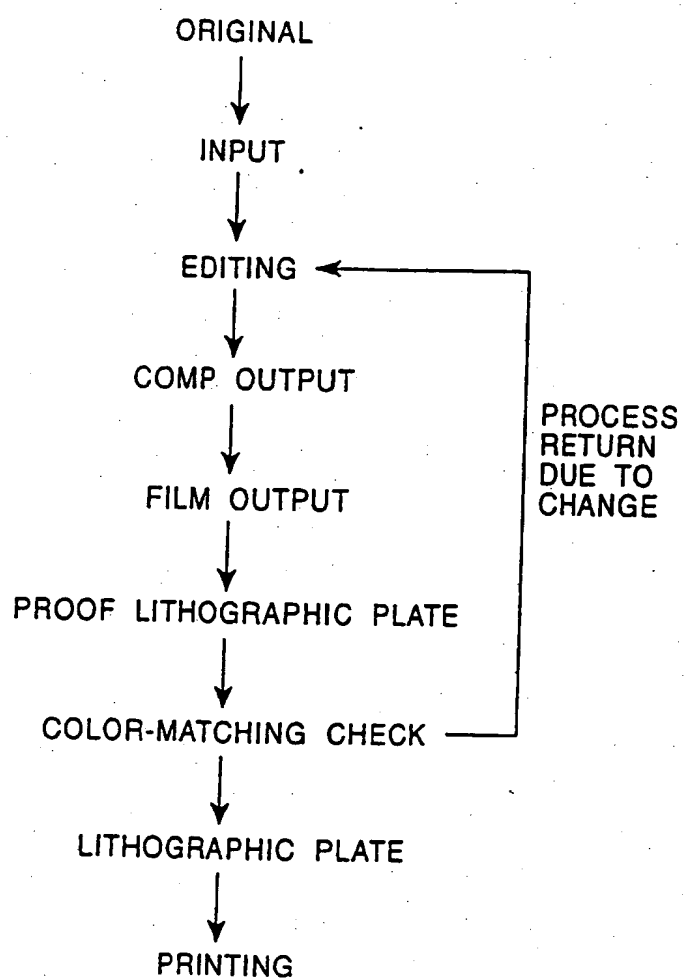 ORIGINAL
INPUT
EDITING
COMP OUTPUT
FILM OUTPUT
PROOF LITHOGRAPHIC PLATE
COLOR-MATCHING CHECK
LITHOGRAPHIC PLATE
PRINTING
PROCESS
RETURN
DUE TO
CHANGE